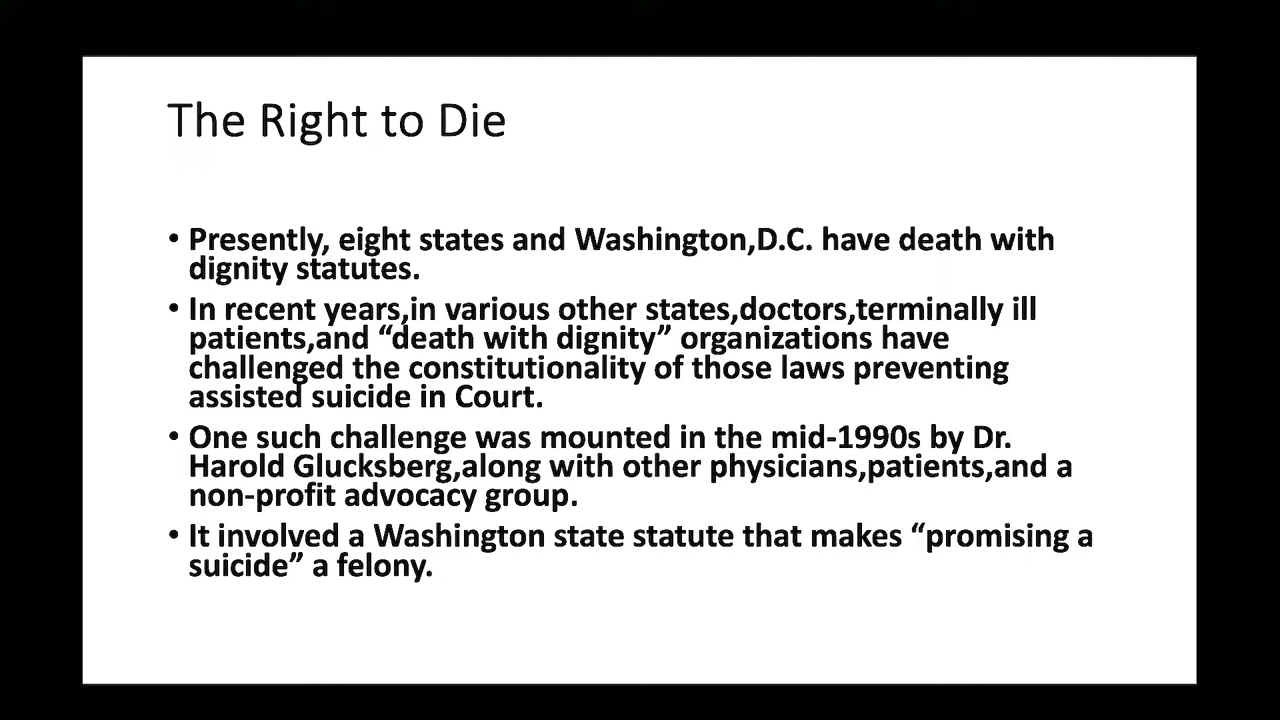 The Right to Die
• Presently, eight states and Washington,D.C. have death with
dignity statutes.
• In recent years,in various other states,doctors,terminally ill
patients,and “death with dignity” organizations have
challenged the constitutionality of those laws preventing
assisted suicide in Court.
• One such challenge was mounted in the mid-1990s by Dr.
Harold Glucksberg,along with other physicians,patients,and a
non-profit advocacy group.
• It involved a Washington state statute that makes “promising a
suicide” a felony.